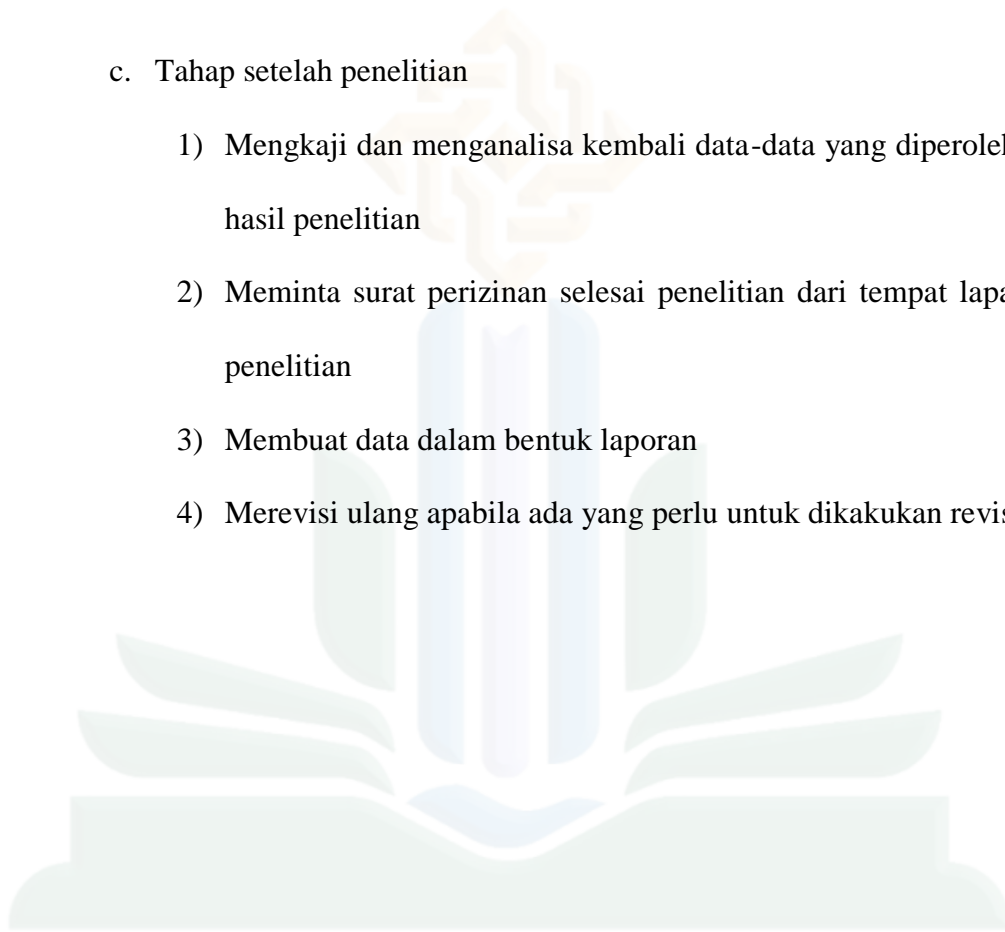 c. Tahap setelah penelitian
1) Mengkaji dan menganalisa kembali data-data yang diperoleh
hasil penelitian
2) Meminta surat perizinan selesai penelitian dari tempat
penelitian
3) Membuat data dalam bentuk laporan
4) Merevisi ulang apabila ada yang perlu untuk dikakukan